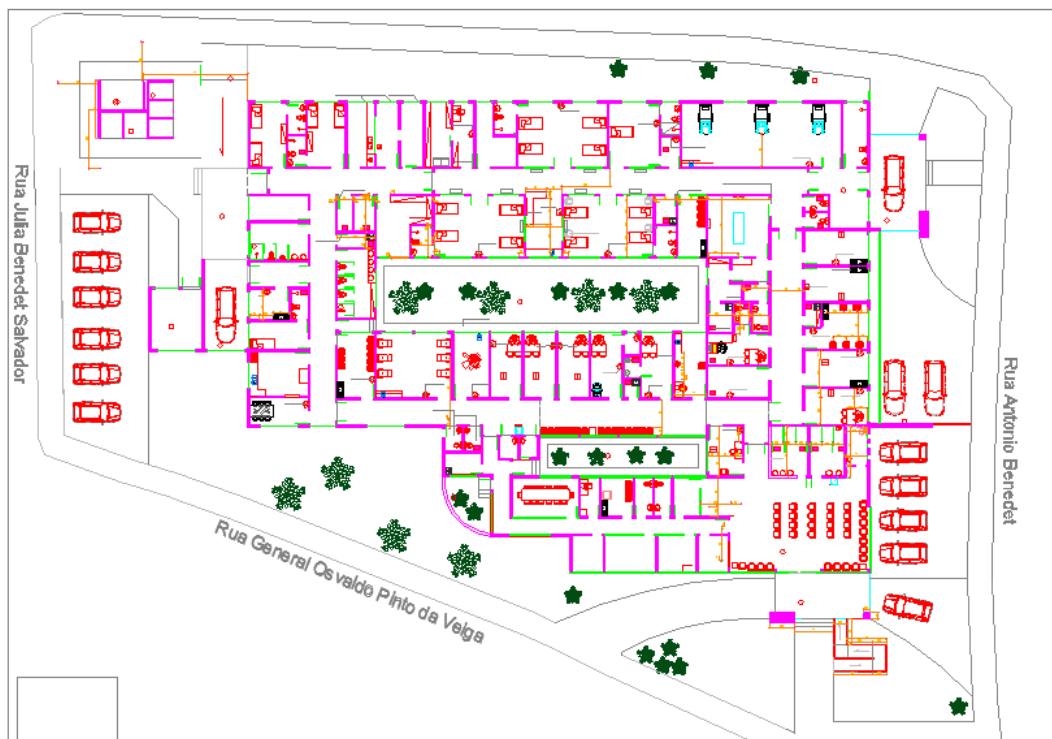 Rua Julia Benedet Salvador
Rua Antonio Benedet
Rua General Osvaldo Pinto da Veiga